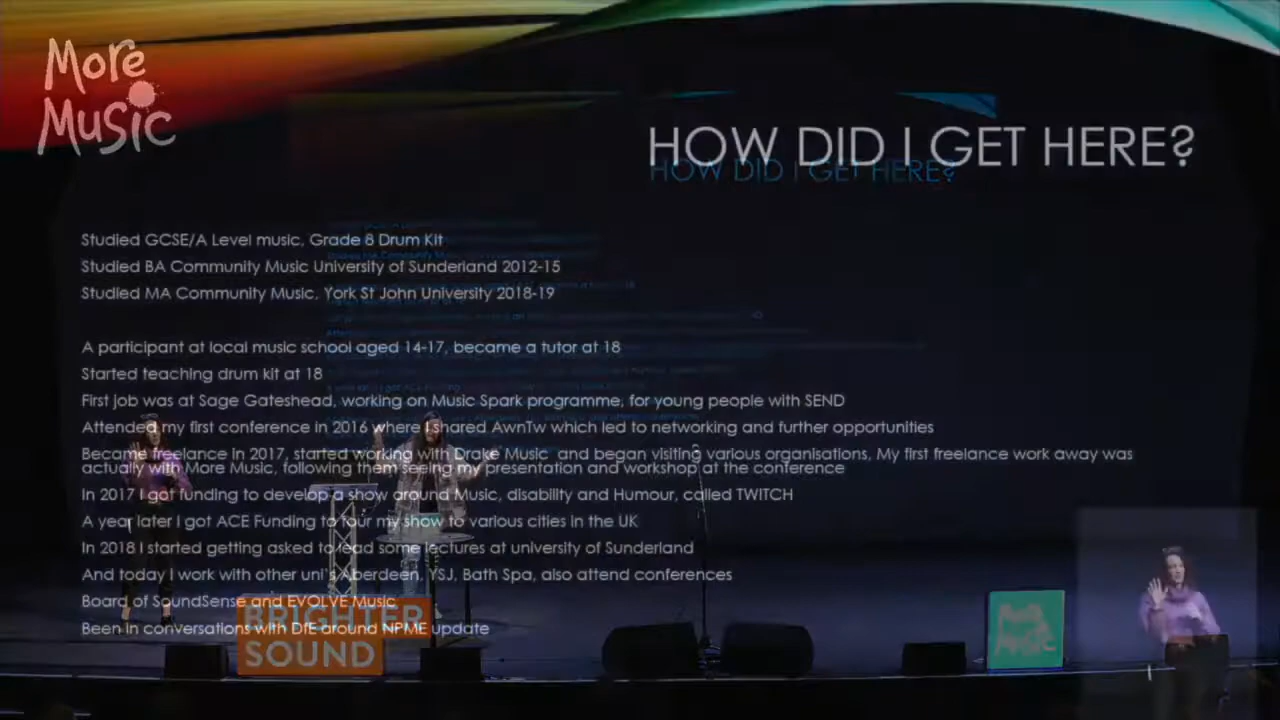 More
Music
HOW DID I GET HERE?
HOW DID I GET HERE?
Studied GCSE/A Level music, Grade 8 Drum Kit
Studied BA Community Music University of Sunderland 2012-15
Studied MA Community Music, York St John University 2018-19
A participant at local music school aged 14-17, became a tutor at 18
Started teaching drum kit at 18
First job was at Sage Gateshead, working on Music Spark programme, for young people with SEND
Attended my first conference in 2016 where I shared AwnTw which led to networking and further opportunities
Became freelance in 2017, started working with Drake Music and began visiting various organisations, My first freelance work away was
actually with More Music, following them seeing my presentation and workshop at the conference
In 2017 I got funding to develop a show around Music, disability and Humour, called TWITCH
A year later I got ACE Funding to tour my show to various cities in the UK
In 2018 I started getting asked to lead some lectures at university of Sunderland
And today I work with other uni's Aberdeen, YSJ, Bath Spa, also attend conferences
Board of SoundSense and EVOLVE Music
Been in conversations with DfE around NPME update
BRIGHTER
SOUND
More
Music